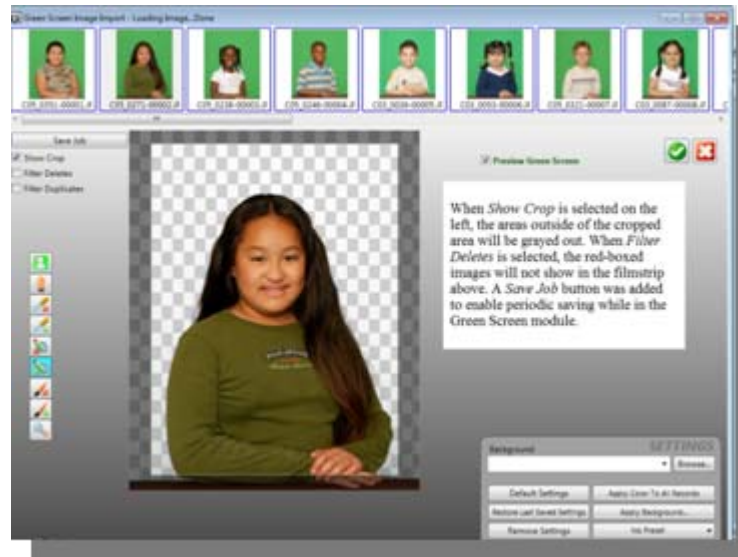 Green Screen Image Import - Loading Image...Done
Save Job
Show Crop
Filter Deletes
Filter Duplicates
Preview Green Screen
When Show Crop is selected on the
left, the areas outside of the cropped
area will be grayed out. When Filter
Deletes is selected, the red-boxed
images will not show in the filmstrip
above. A Save Job button was added
to enable periodic saving while in the
Green Screen module.
SETTINGS
Background
Browse...
Default Settings
Apply Color To All Records
Restore Last Saved Settings
Apply Background...
Remove Settings
No Preset